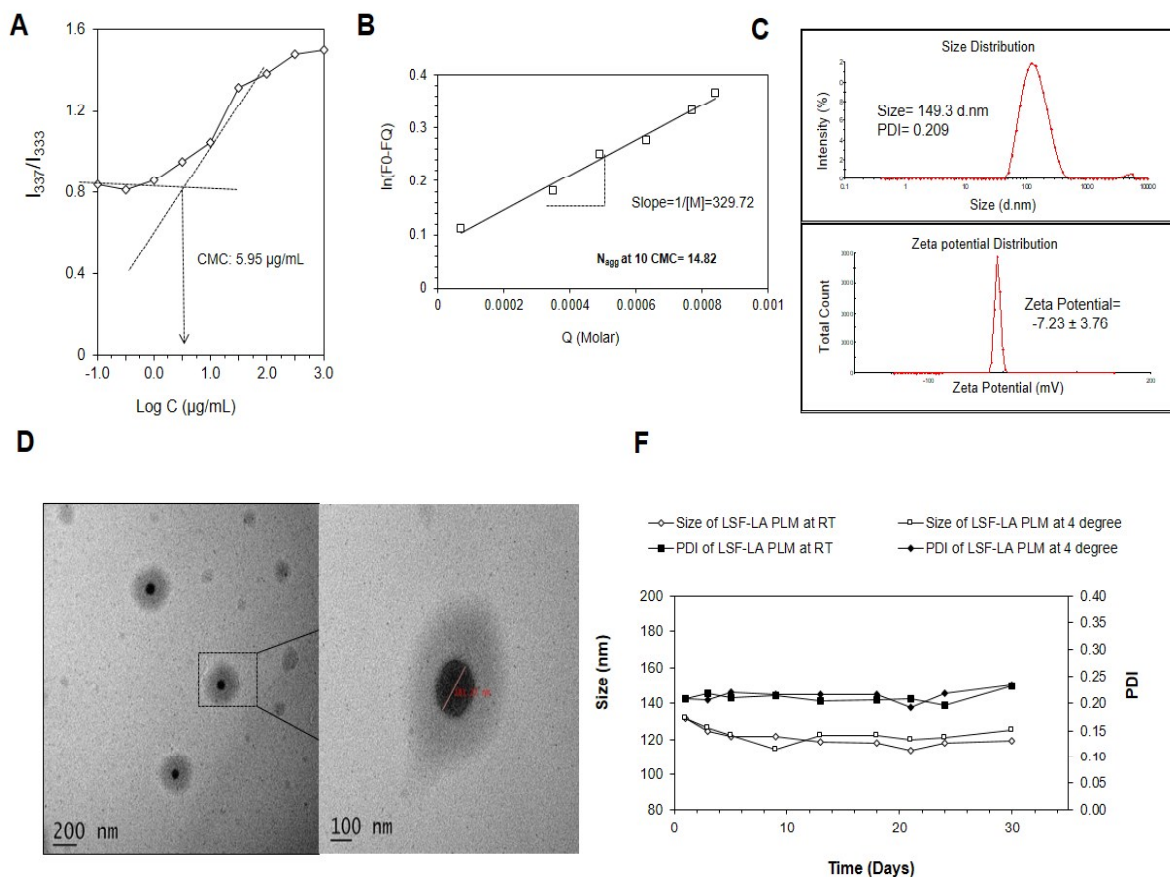 A
1.6
1.2
0.8
0.4
0
-1.0
0.0
1.0
2.0
3.0
I337/I333
Log C (µg/mL)
CMC: 5.95 µg/mL
B
0.4
0.3
0.2
0.1
0
0
0.0002
0.0004
0.0006
0.0008
0.001
ln(F0-FQ)
Q (Molar)
Slope=1/[M]=329.72
Nagg at 10 CMC= 14.82
C
Size Distribution
Intensity (%)
Size= 149.3 d.nm
PDI= 0.209
0.1
1
10
100
1000
Size (d.nm)
Zeta potential Distribution
Total Count
Zeta Potential=
-7.23 ± 3.76
-100
200
Zeta Potential (mV)
D
200 nm
100 nm
F
Size of LSF-LA PLM at RT
Size of LSF-LA PLM at 4 degree
PDI of LSF-LA PLM at RT
PDI of LSF-LA PLM at 4 degree
Size (nm)
200
180
160
140
120
100
80
0
10
20
30
0.40
0.35
0.30
0.25
0.20
0.15
0.10
0.05
0.00
PDI
Time (Days)